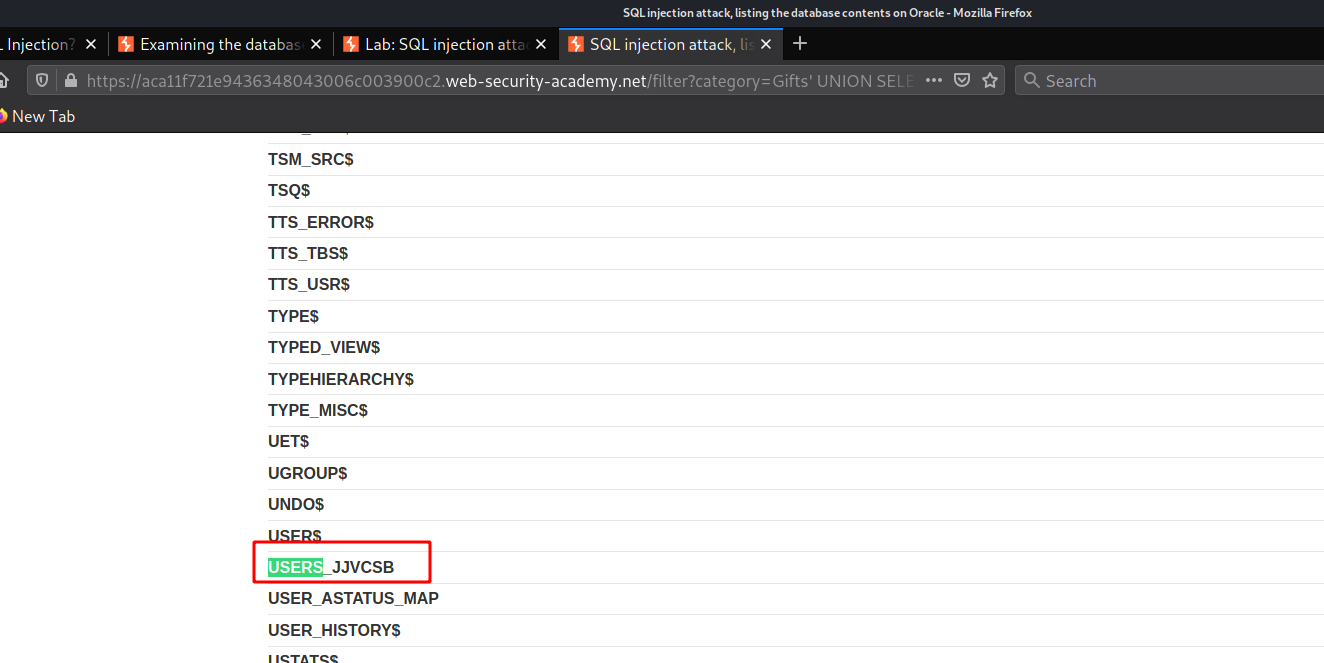 SQL injection attack, listing the database contents on Oracle - Mozilla Firefox
Injection?
Examining the databas
Lab: SQL injection atta
SQL injection attack, lis
https://aca11f721e9436348043006c003900c2.web-security-academy.net/filter?category=Gifts' UNION SELE
Search
New Tab
TSM_SRC$
TSQ$
TTS_ERROR$
TTS_TBS$
TTS_USR$
TYPE$
TYPED_VIEW$
TYPEHIERARCHY$
TYPE_MISC$
UET$
UGROUP$
UNDO$
USER$
USERS_JJVCSB
USER_ASTATUS_MAP
USER_HISTORY$
USTATS$